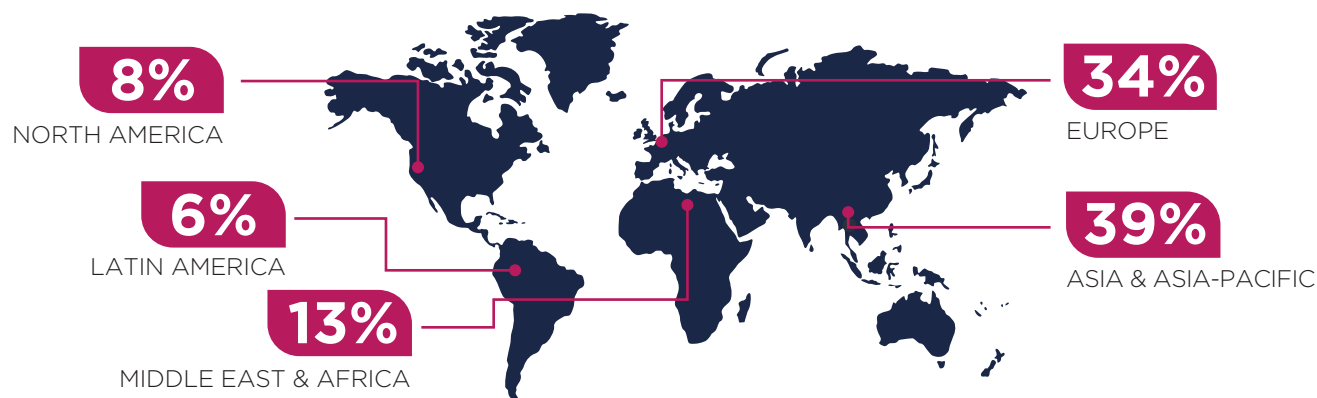 8%
NORTH AMERICA
6%
LATIN AMERICA
13%
MIDDLE EAST & AFRICA
34%
EUROPE
39%
ASIA & ASIA-PACIFIC